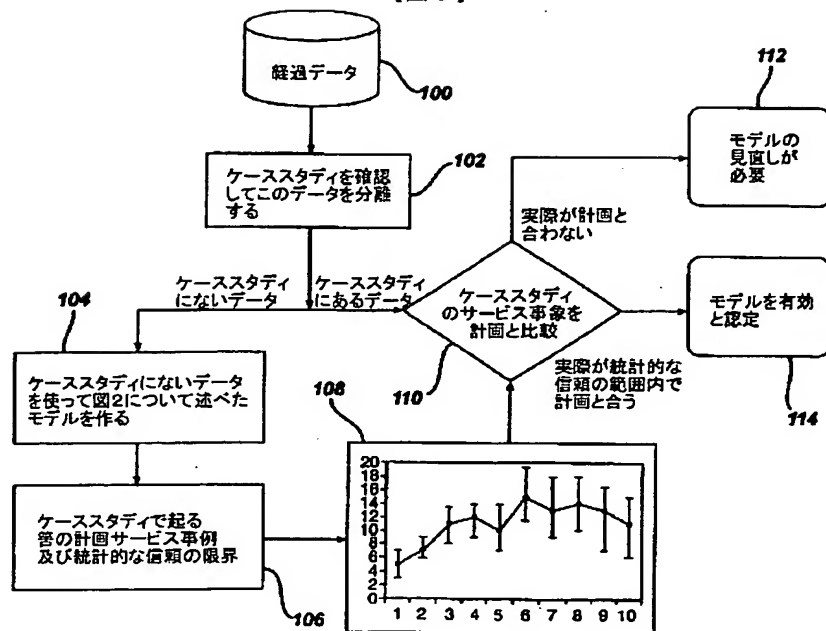 経過データ
100
ケーススタディを確認
してこのデータを分離
する
102
112
モデルの
見直しが
必要
実際が計画と
合わない
ケーススタディ
にないデータ
ケーススタディ
にあるデータ
ケーススタディ
のサービス事象を
計画と比較
110
モデルを有効
と認定
114
実際が統計的な
信頼の範囲内で
計画と合う
104
ケーススタディにないデータ
を使って図2について述べた
モデルを作る
ケーススタディで起る
筈の計画サービス事例
及び統計的な信頼の限界
106
108
20
18
16
14
12
10
8
6
4
2
0
1 2 3 4 5 6 7 8 9 10